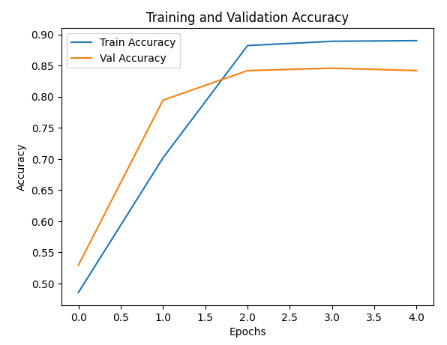 Training and Validation Accuracy
Train Accuracy
Val Accuracy
Accuracy
0.90
0.85
0.80
0.75
0.70
0.65
0.60
0.55
0.50
0.0 0.5 1.0 1.5 2.0 2.5 3.0 3.5 4.0
Epochs